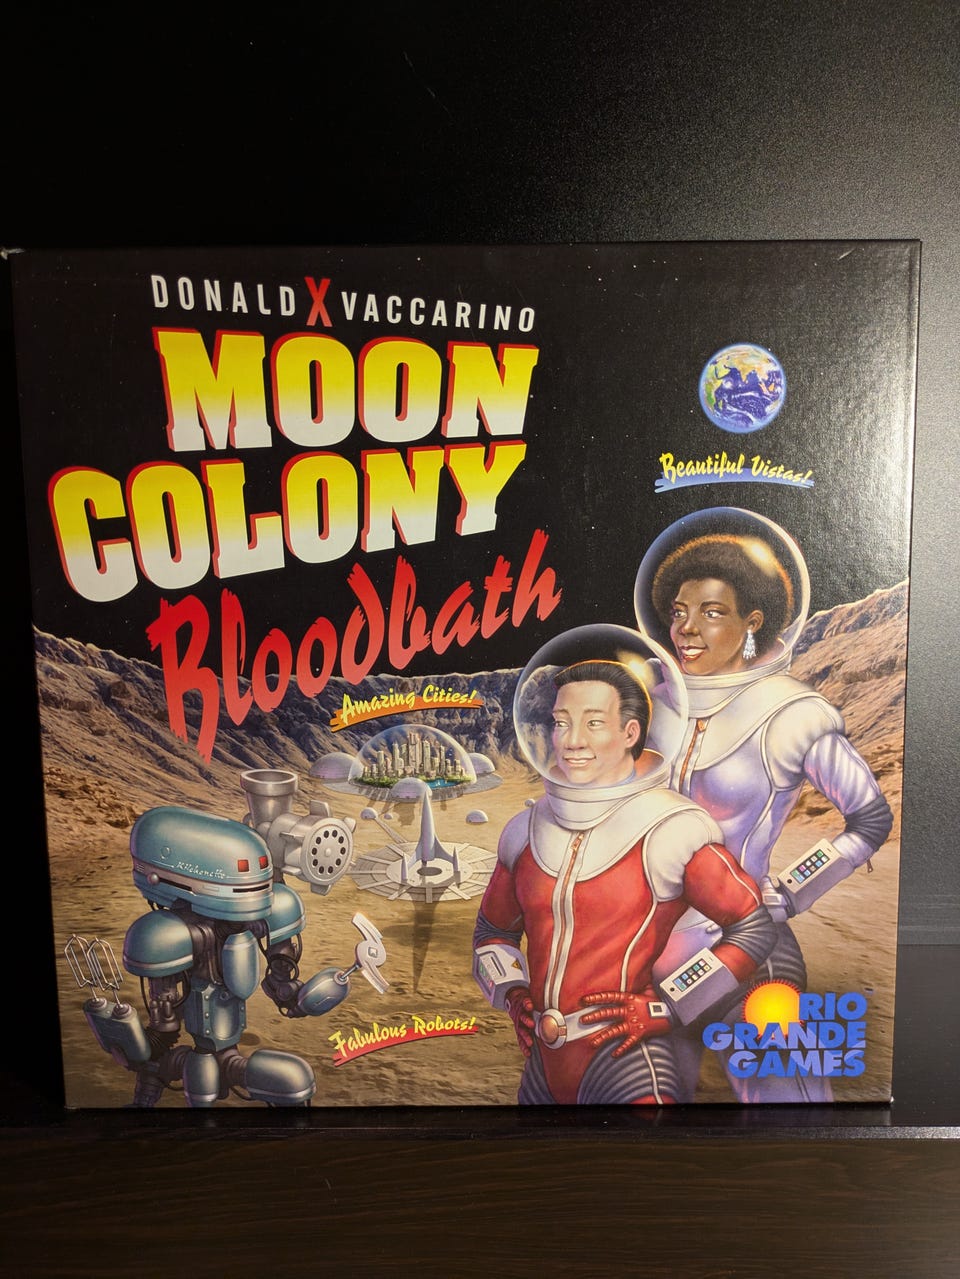 DONALD X VACCARINO
MOON
COLONY
Bloodbath
Beautiful Vistas!
Amazing Cities!
Fabulous Robots!
RIO
GRANDE
GAMES